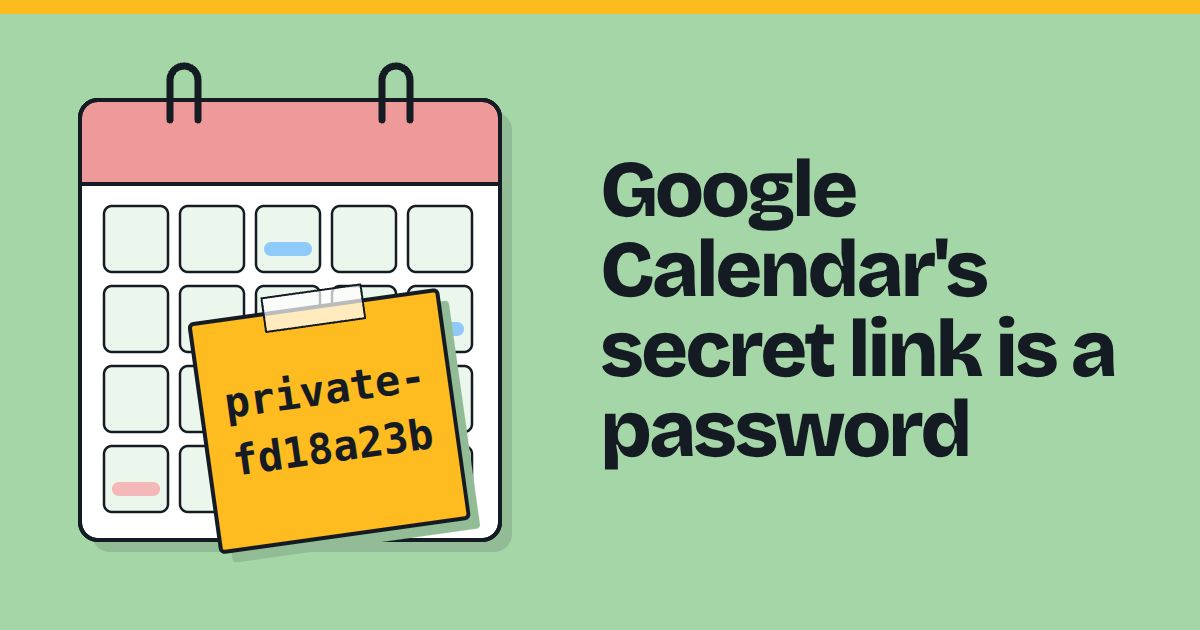 private-
fd18a23b
Google
Calendar's
secret link is a
password